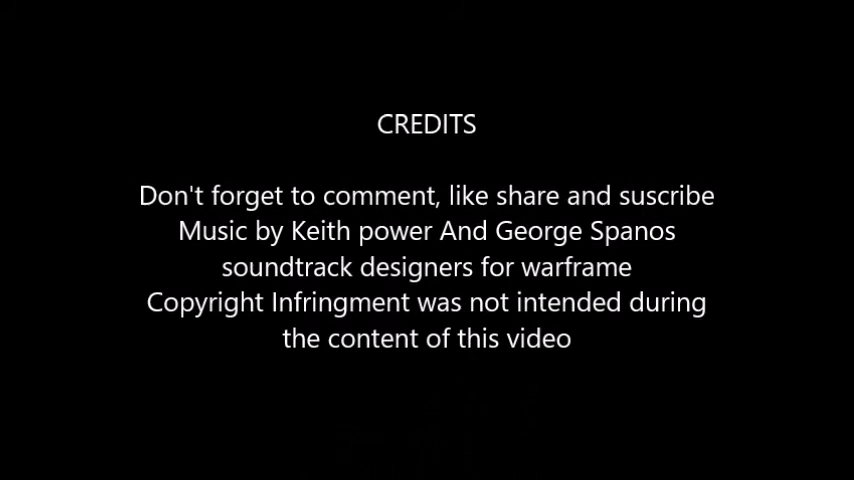 CREDITS
Don't forget to comment, like share and suscribe
Music by Keith power And George Spanos
soundtrack designers for warframe
Copyright Infringment was not intended during
the content of this video